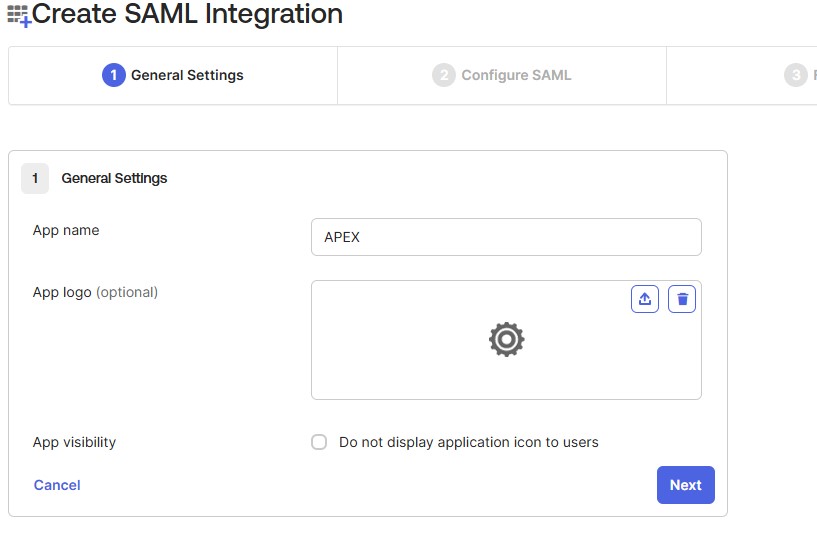 Create SAML Integration
1 General Settings
2 Configure SAML
3
1 General Settings
App name
APEX
App logo (optional)
App visibility
Do not display application icon to users
Cancel
Next